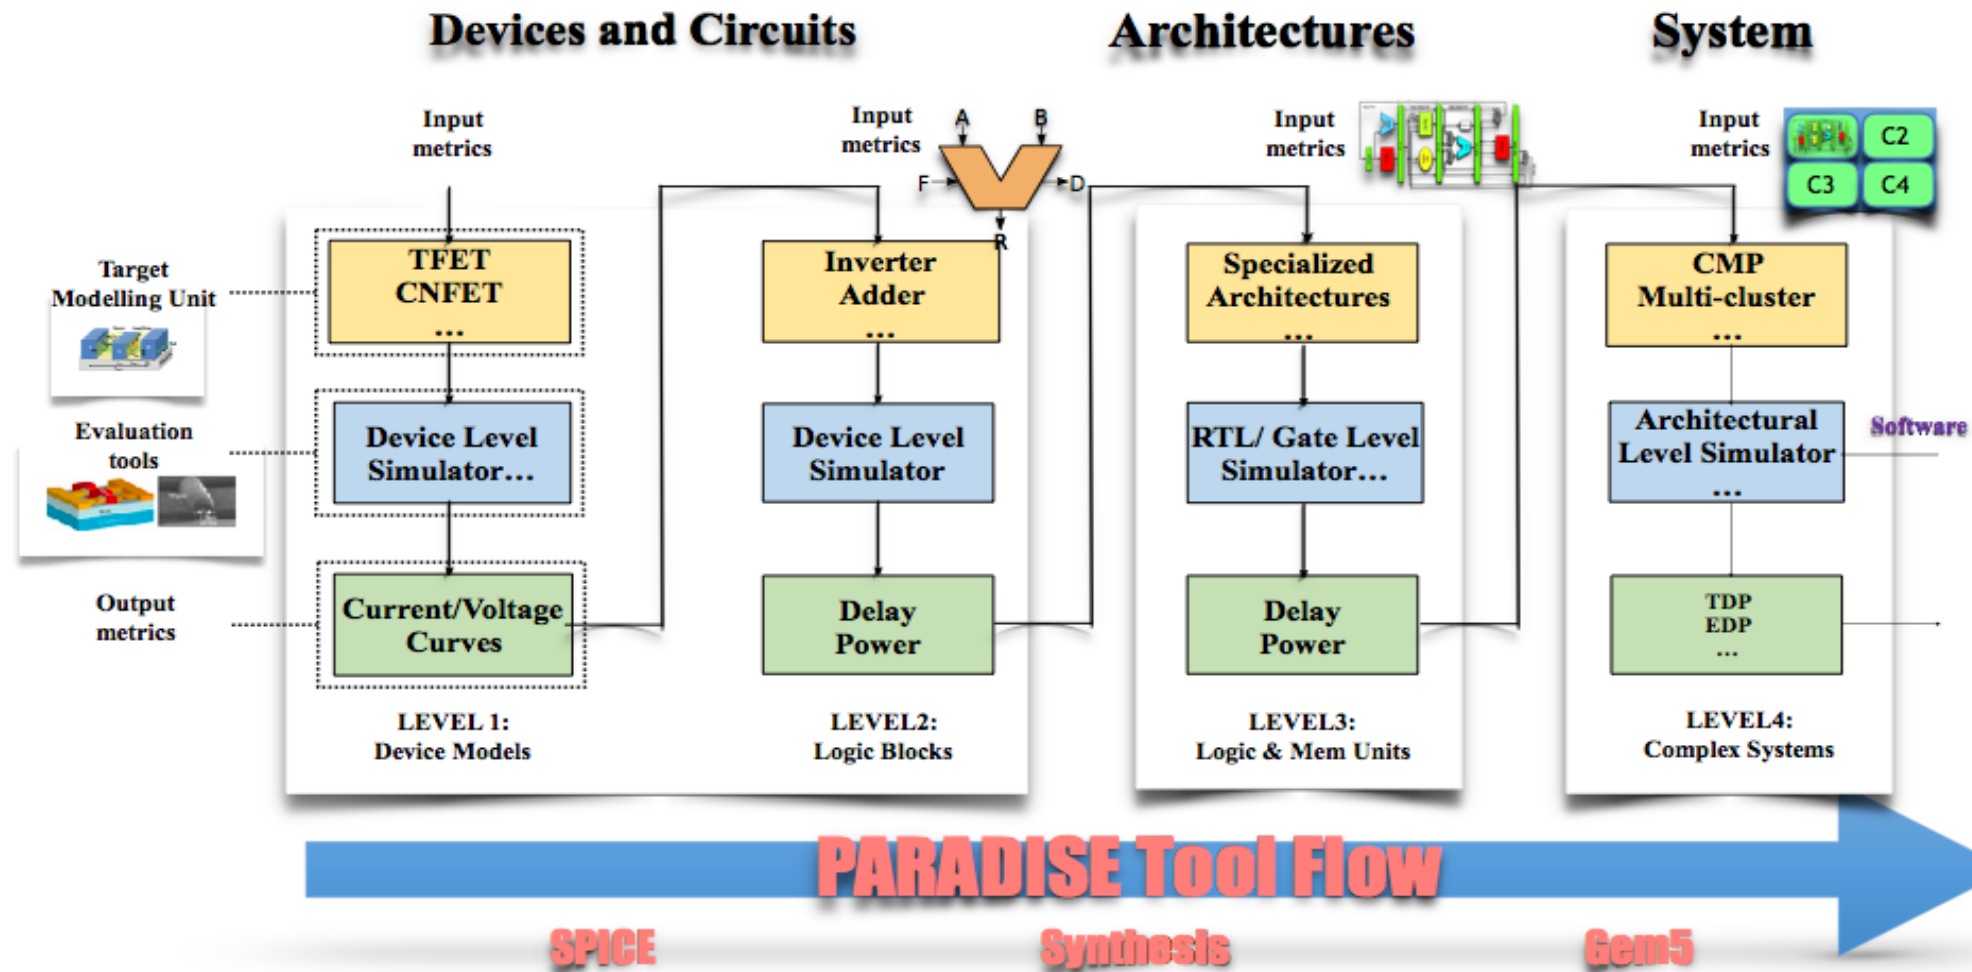 Devices and Circuits
Architectures
System
Input
metrics
Input
metrics
A
B
F
D
R
Input
metrics
Input
metrics
C2
C3
C4
Target
Modelling Unit
TFET
CNFET
...
Inverter
Adder
...
Specialized
Architectures
...
CMP
Multi-cluster
...
Evaluation
tools
Device Level
Simulator...
Device Level
Simulator
RTL/ Gate Level
Simulator...
Architectural
Level Simulator
...
Software
Output
metrics
Current/Voltage
Curves
Delay
Power
Delay
Power
TDP
EDP
...
LEVEL 1:
Device Models
LEVEL2:
Logic Blocks
LEVEL3:
Logic & Mem Units
LEVEL4:
Complex Systems
PARADISE Tool Flow
SPICE
Synthesis
Gem5